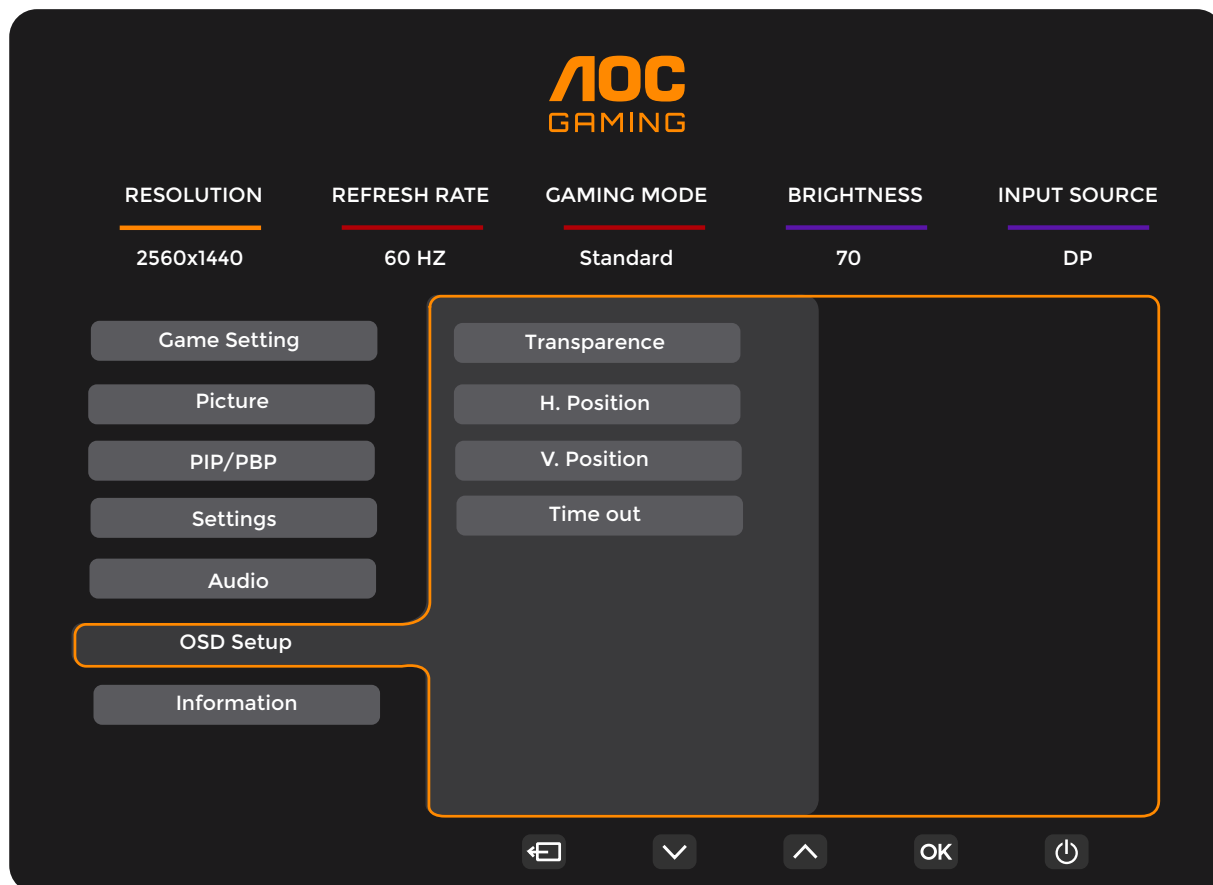 AOC
GAMING
RESOLUTION REFRESH RATE GAMING MODE BRIGHTNESS INPUT SOURCE
2560x1440 60 HZ Standard 70 DP
Game Setting
Picture
PIP/PBP
Settings
Audio
OSD Setup
Information
Transparence
H. Position
V. Position
Time out
OK